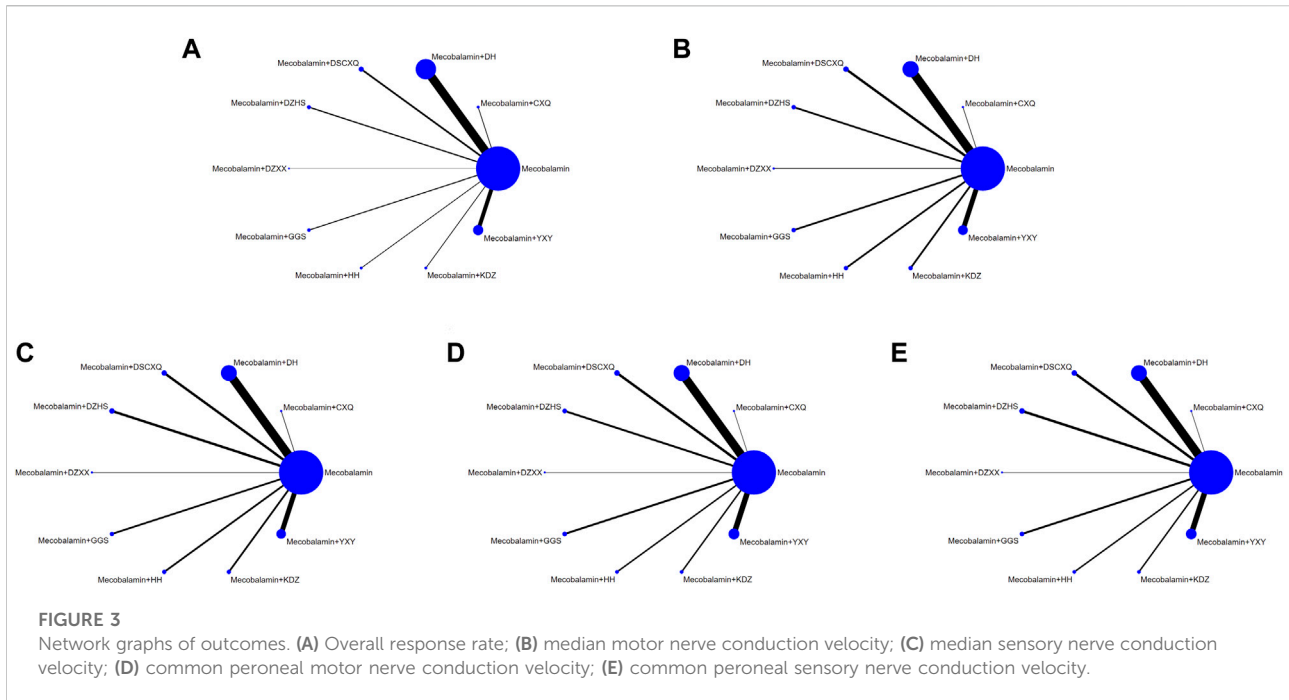 A
Mecobalamin+DH
Mecobalamin+DSCXQ
Mecobalamin+CXQ
Mecobalamin+DZHS
Mecobalamin+DZXX
Mecobalamin
Mecobalamin+GGS
Mecobalamin+YXY
Mecobalamin+HH
Mecobalamin+KDZ
B
Mecobalamin+DH
Mecobalamin+DSCXQ
Mecobalamin+CXQ
Mecobalamin+DZHS
Mecobalamin+DZXX
Mecobalamin
Mecobalamin+GGS
Mecobalamin+YXY
Mecobalamin+HH
Mecobalamin+KDZ
C
Mecobalamin+DH
Mecobalamin+DSCXQ
Mecobalamin+CXQ
Mecobalamin+DZHS
Mecobalamin+DZXX
Mecobalamin
Mecobalamin+GGS
Mecobalamin+YXY
Mecobalamin+HH
Mecobalamin+KDZ
D
Mecobalamin+DH
Mecobalamin+DSCXQ
Mecobalamin+CXQ
Mecobalamin+DZHS
Mecobalamin+DZXX
Mecobalamin
Mecobalamin+GGS
Mecobalamin+YXY
Mecobalamin+HH
Mecobalamin+KDZ
E
Mecobalamin+DH
Mecobalamin+DSCXQ
Mecobalamin+CXQ
Mecobalamin+DZHS
Mecobalamin+DZXX
Mecobalamin
Mecobalamin+GGS
Mecobalamin+YXY
Mecobalamin+HH
Mecobalamin+KDZ
FIGURE 3
Network graphs of outcomes. (A) Overall response rate; (B) median motor nerve conduction velocity; (C) median sensory nerve conduction
velocity; (D) common peroneal motor nerve conduction velocity; (E) common peroneal sensory nerve conduction velocity.